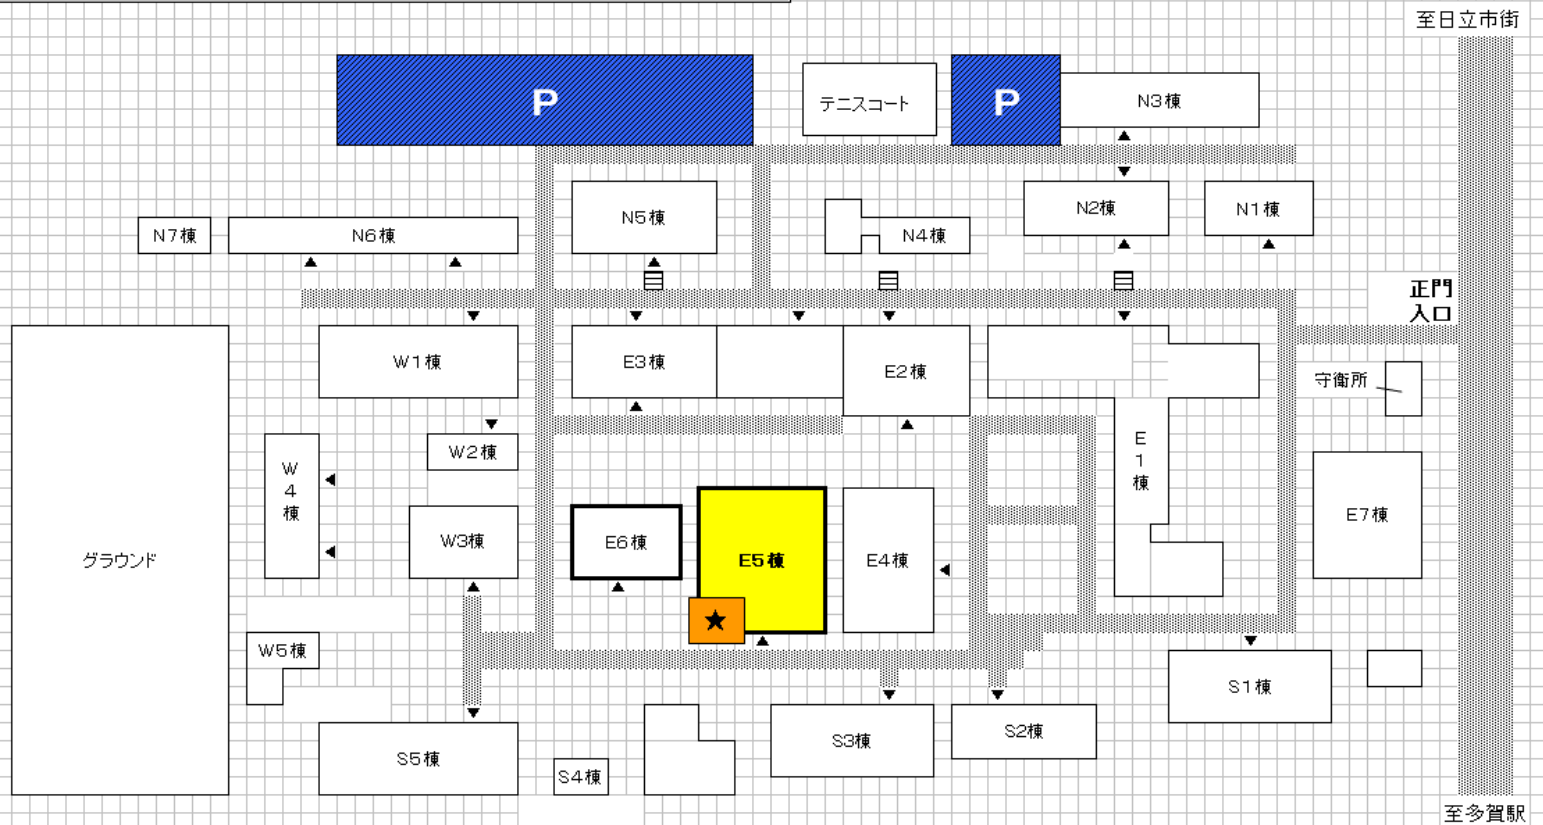 至日立市街
P
テニスコート
P
N3棟
N7棟
N6棟
N5棟
N4棟
N2棟
N1棟
正門
入口
W1棟
E3棟
E2棟
守衛所
W2棟
W4棟
E1棟
W3棟
E6棟
E5棟
E4棟
E7棟
グラウンド
★
W5棟
S1棟
S5棟
S4棟
S3棟
S2棟
至多賀駅